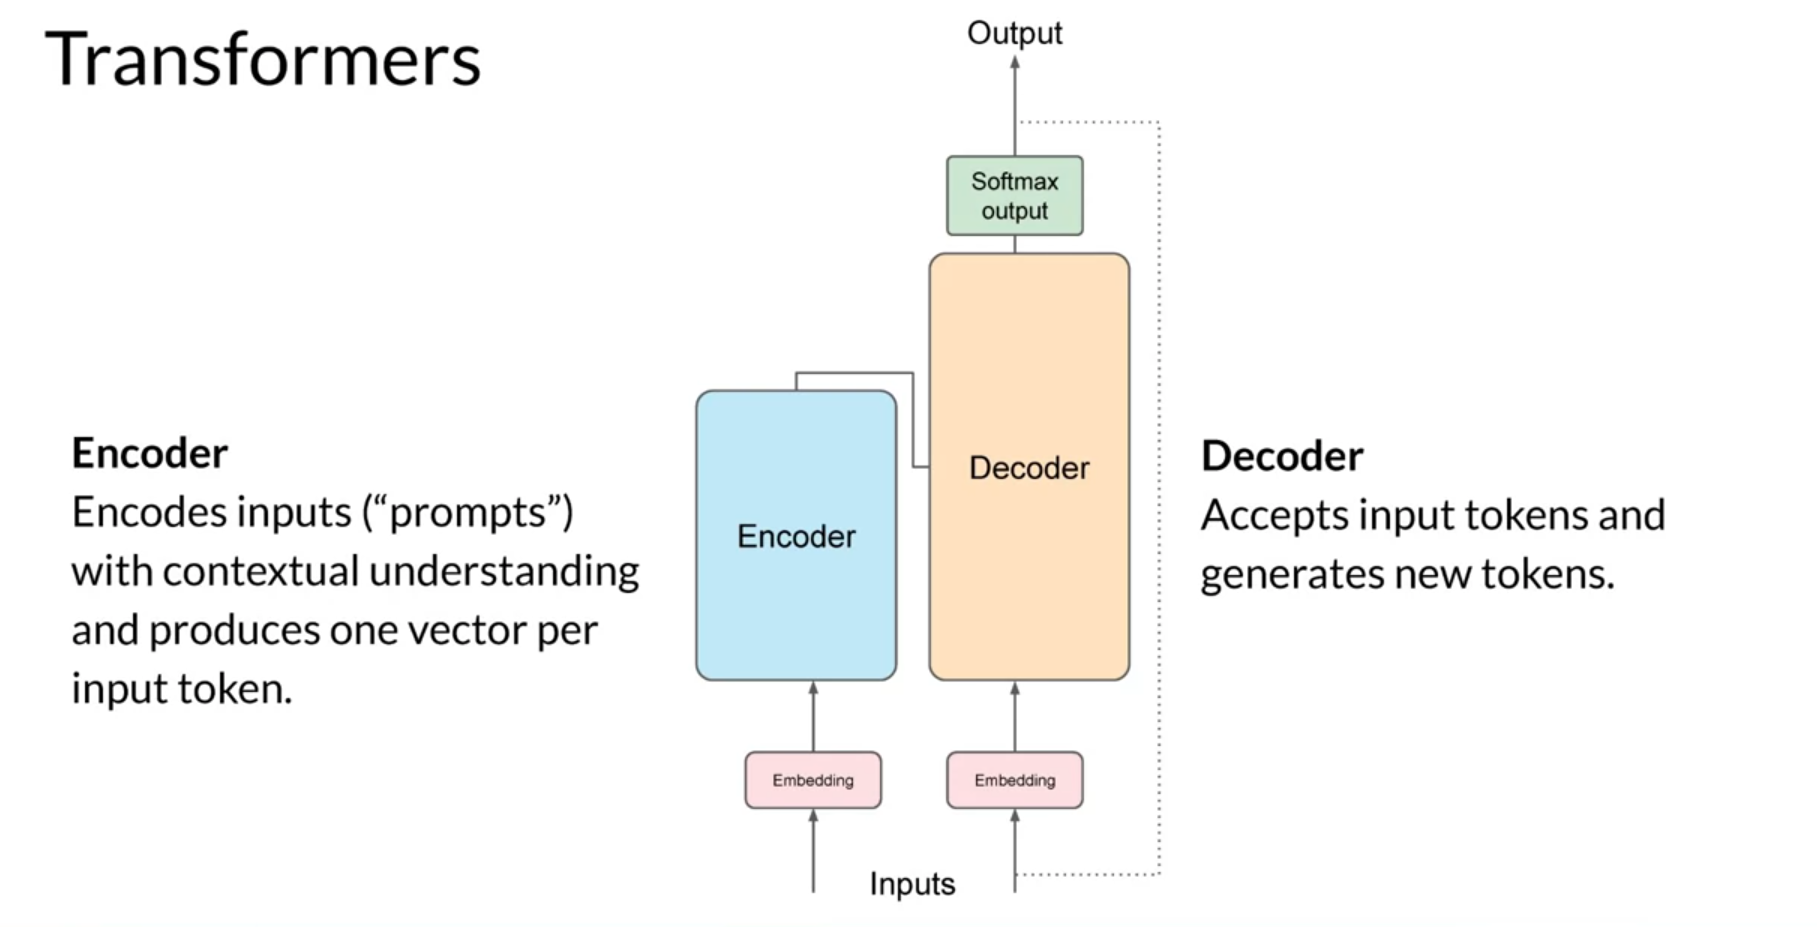 Transformers
Output
Softmax
output
Encoder
Encodes inputs (“prompts”)
with contextual understanding
and produces one vector per
input token.
Encoder
Decoder
Decoder
Accepts input tokens and
generates new tokens.
Embedding
Embedding
Inputs